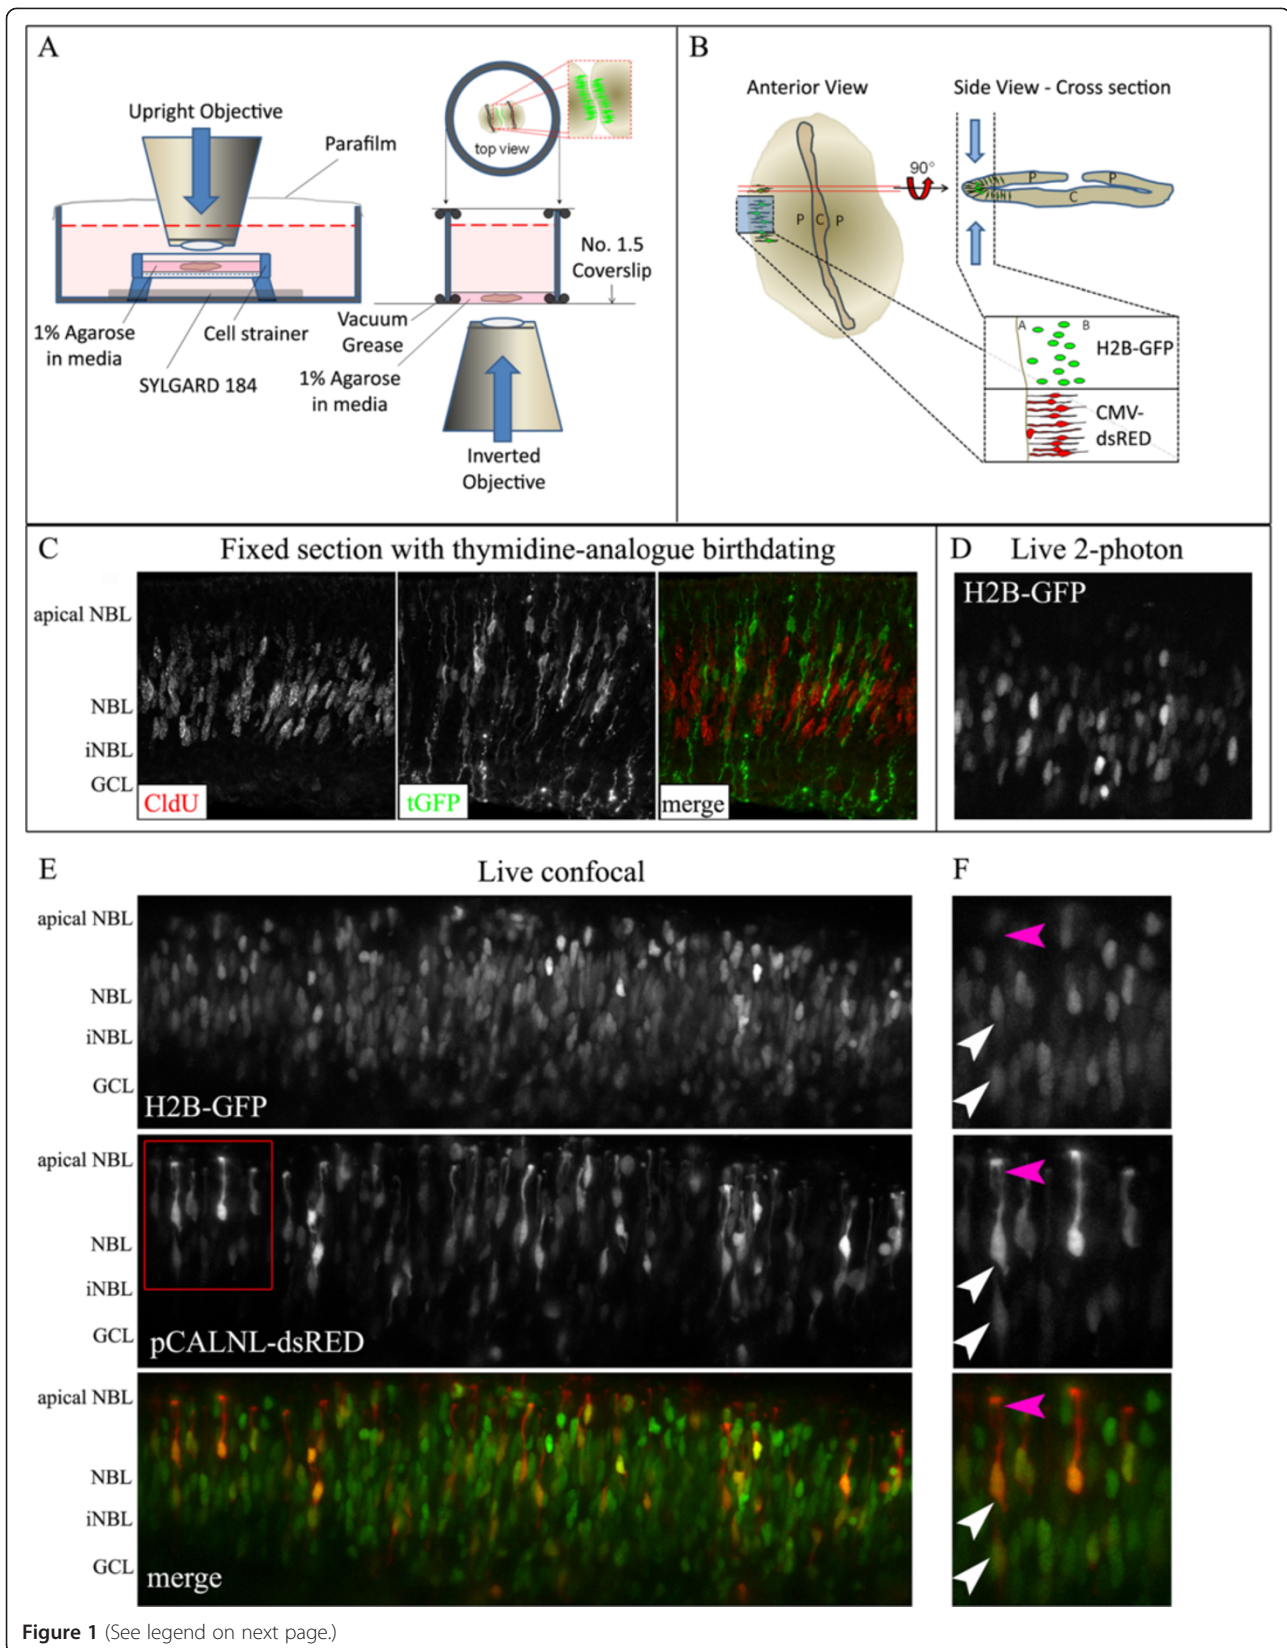 A
Upright Objective
Parafilm
top view
No. 1.5
Coverslip
1% Agarose
in media
Cell strainer
SYLGARD 184
Vacuum
Grease
1% Agarose
in media
Inverted
Objective
B
Anterior View
Side View - Cross section
90°
P
C
P
P
P
C
A
B
H2B-GFP
CMV-
dsRED
C
Fixed section with thymidine-analogue birthdating
apical NBL
NBL
iNBL
GCL
CldU
tGFP
merge
D
Live 2-photon
H2B-GFP
E
Live confocal
apical NBL
NBL
iNBL
GCL
H2B-GFP
apical NBL
NBL
iNBL
GCL
pCALNL-dsRED
apical NBL
NBL
iNBL
GCL
merge
F
Figure 1 (See legend on next page.)